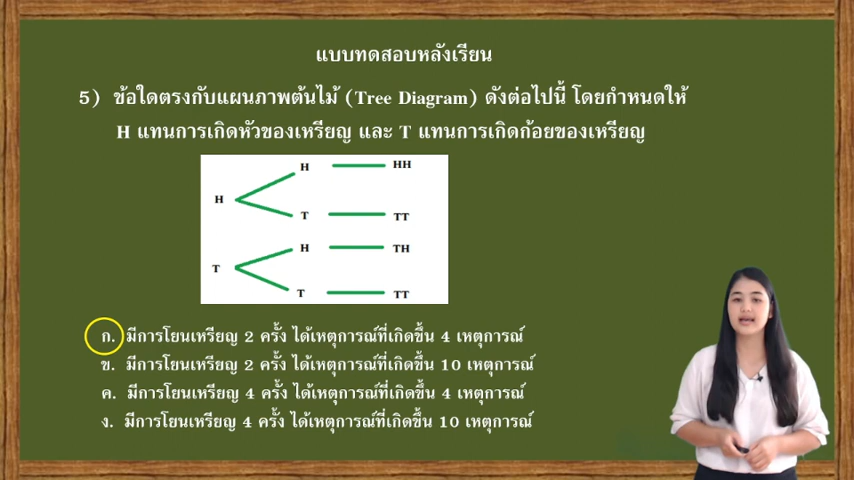 แบบทดสอบหลังเรียน
5) ข้อใดตรงกับแผนภาพต้นไม้ (Tree Diagram) ดังต่อไปนี้ โดยกำหนดให้
H แทนการเกิดหัวของเหรียญ และ T แทนการเกิดก้อยของเหรียญ
H HH
H
T TT
H TH
T
T TT
ก. มีการโยนเหรียญ 2 ครั้ง ได้เหตุการณ์ที่เกิดขึ้น 4 เหตุการณ์
ข. มีการโยนเหรียญ 2 ครั้ง ได้เหตุการณ์ที่เกิดขึ้น 10 เหตุการณ์
ค. มีการโยนเหรียญ 4 ครั้ง ได้เหตุการณ์ที่เกิดขึ้น 4 เหตุการณ์
ง. มีการโยนเหรียญ 4 ครั้ง ได้เหตุการณ์ที่เกิดขึ้น 10 เหตุการณ์